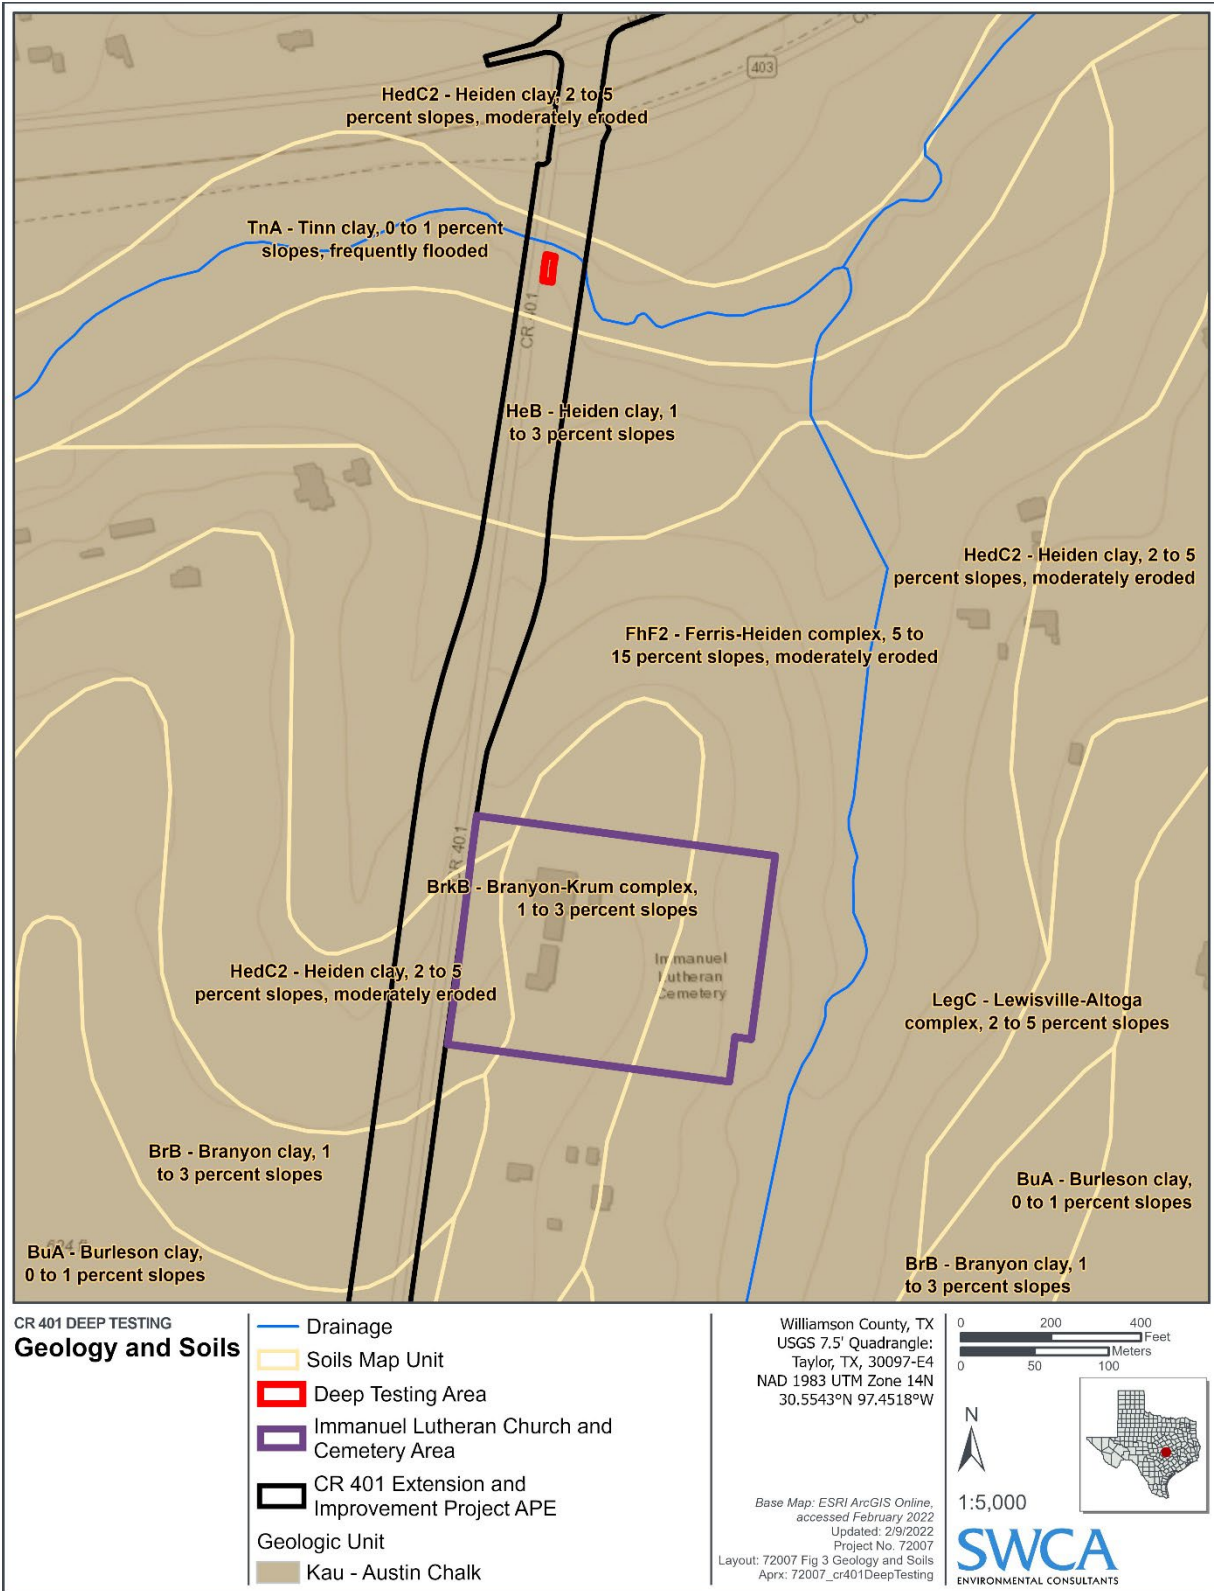 403
HedC2 - Heiden clay, 2 to 5
percent slopes, moderately eroded
TnA - Tinn clay, 0 to 1 percent
slopes, frequently flooded
CR 401
HeB - Heiden clay, 1
to 3 percent slopes
HedC2 - Heiden clay, 2 to 5
percent slopes, moderately eroded
FhF2 - Ferris-Heiden complex, 5 to
15 percent slopes, moderately eroded
CR 401
BrkB - Branyon-Krum complex,
1 to 3 percent slopes
Immanuel
Lutheran
Cemetery
HedC2 - Heiden clay, 2 to 5
percent slopes, moderately eroded
LegC - Lewisville-Altoga
complex, 2 to 5 percent slopes
BrB - Branyon clay, 1
to 3 percent slopes
BuA - Burleson clay,
0 to 1 percent slopes
BuA - Burleson clay,
0 to 1 percent slopes
BrB - Branyon clay, 1
to 3 percent slopes
CR 401 DEEP TESTING
Geology and Soils
Drainage
Soils Map Unit
Deep Testing Area
Immanuel Lutheran Church and
Cemetery Area
CR 401 Extension and
Improvement Project APE
Geologic Unit
Kau - Austin Chalk
Williamson County, TX
USGS 7.5' Quadrangle:
Taylor, TX, 30097-E4
NAD 1983 UTM Zone 14N
30.5543°N 97.4518°W
Base Map: ESRI ArcGIS Online,
accessed February 2022
Updated: 2/9/2022
Project No. 72007
Layout: 72007 Fig 3 Geology and Soils
Aprx: 72007_cr401DeepTesting
0 200 400
Feet
Meters
0 50 100
N
1:5,000
SWCA
ENVIRONMENTAL CONSULTANTS